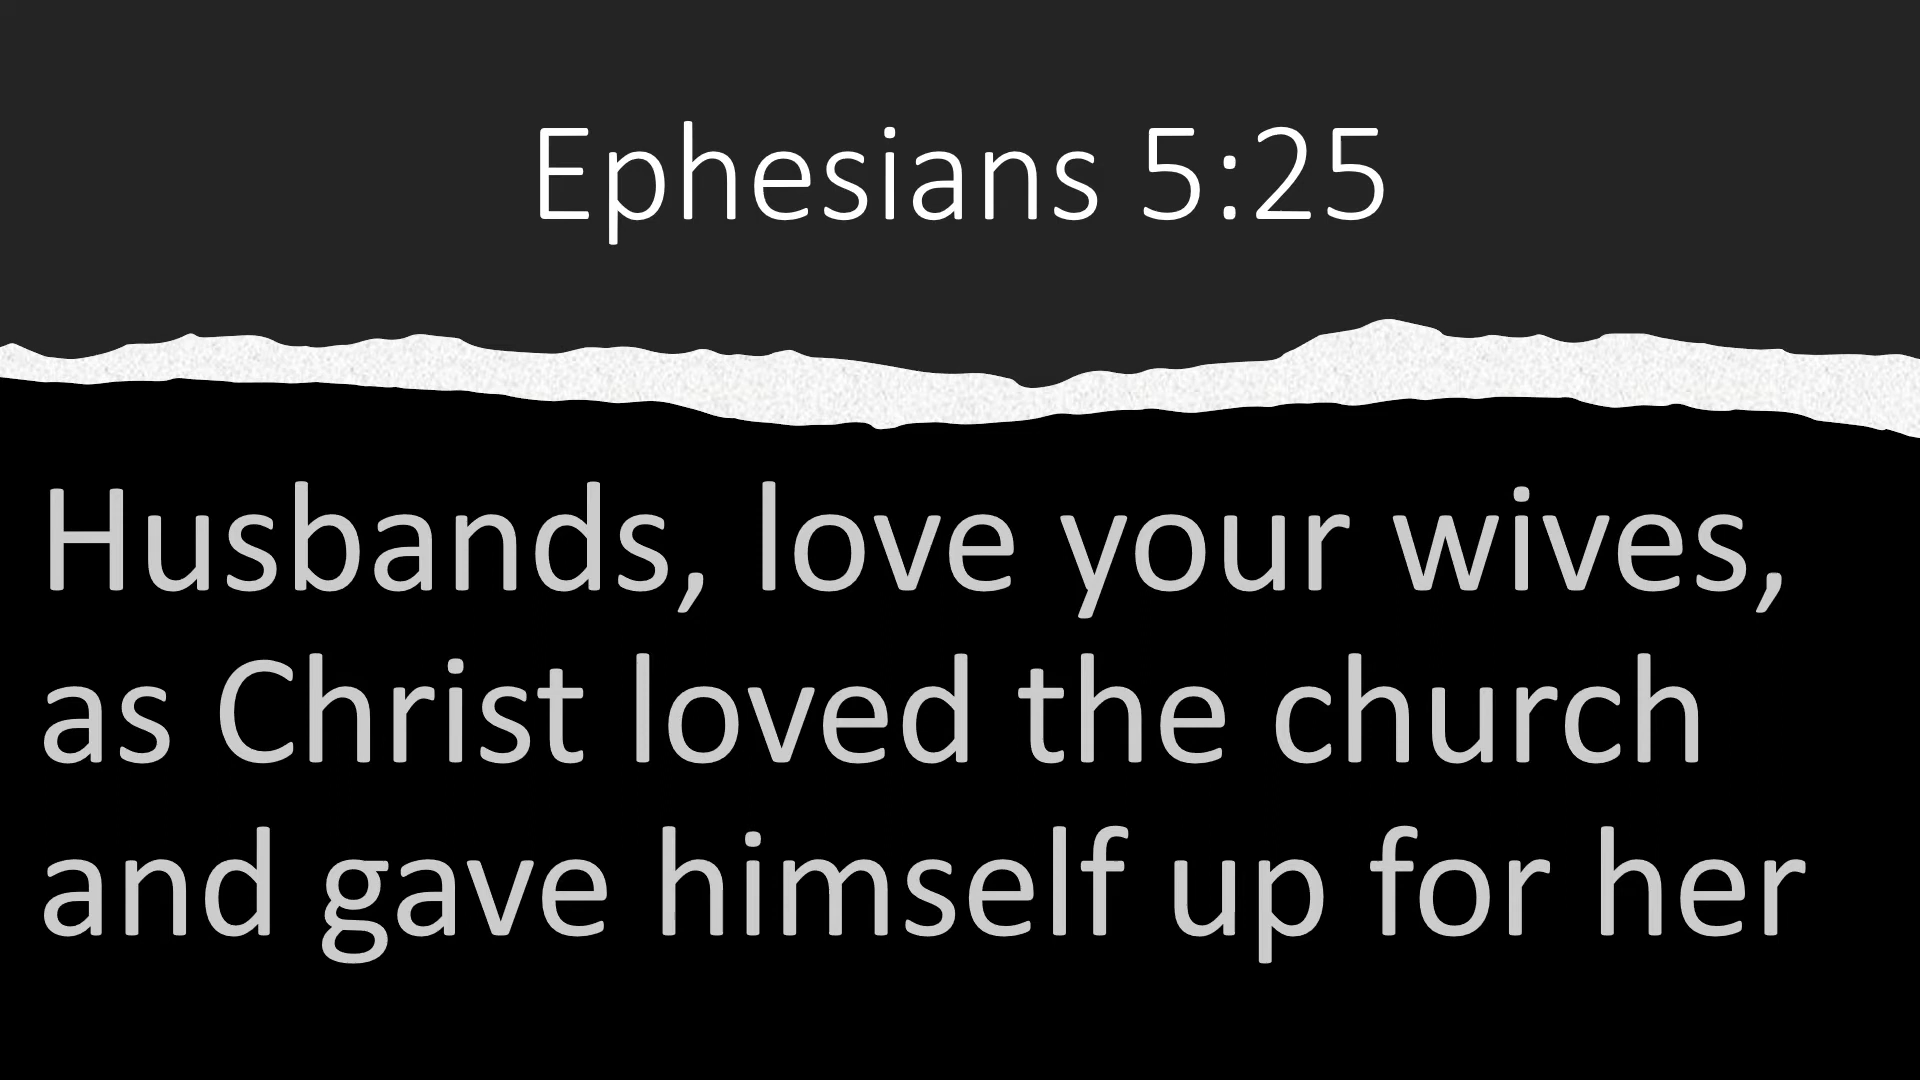 Ephesians 5:25
Husbands, love your wives,
as Christ loved the church
and gave himself up for her